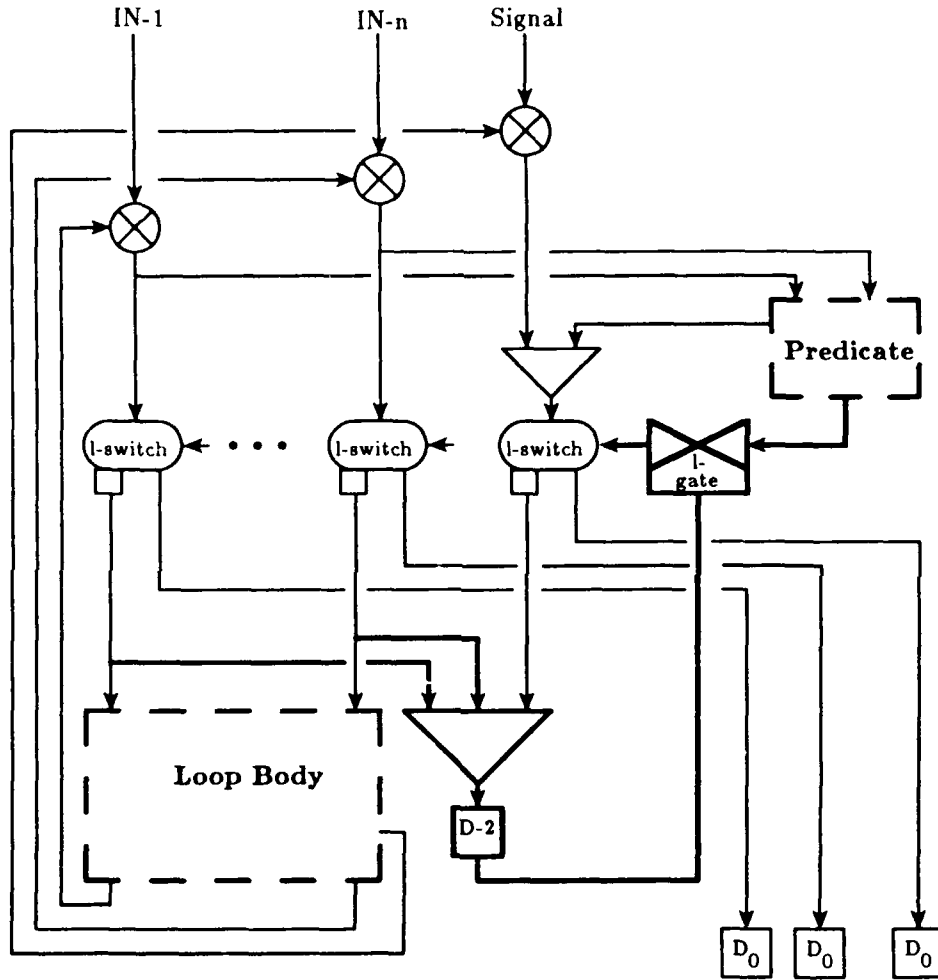 IN-1
IN-n
Signal
Predicate
l-switch
l-switch
l-switch
l-
gate
Loop Body
D-2
D0
D0
D0